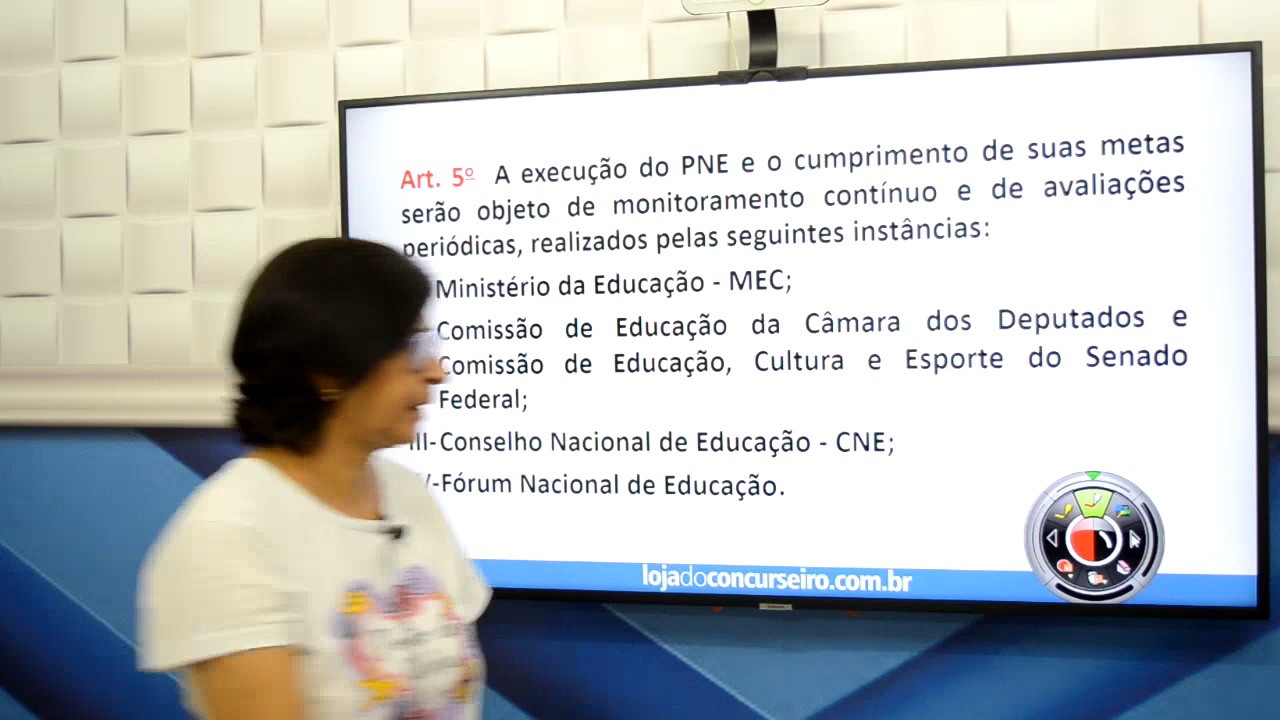 Art. 5º A execução do PNE e o cumprimento de suas metas
serão objeto de monitoramento contínuo e de avaliações
periódicas, realizados pelas seguintes instâncias:
Ministério da Educação - MEC;
Comissão de Educação da Câmara dos Deputados e
Comissão de Educação, Cultura e Esporte do Senado
Federal;
III-Conselho Nacional de Educação - CNE;
-Fórum Nacional de Educação.
lojadoconcurseiro.com.br